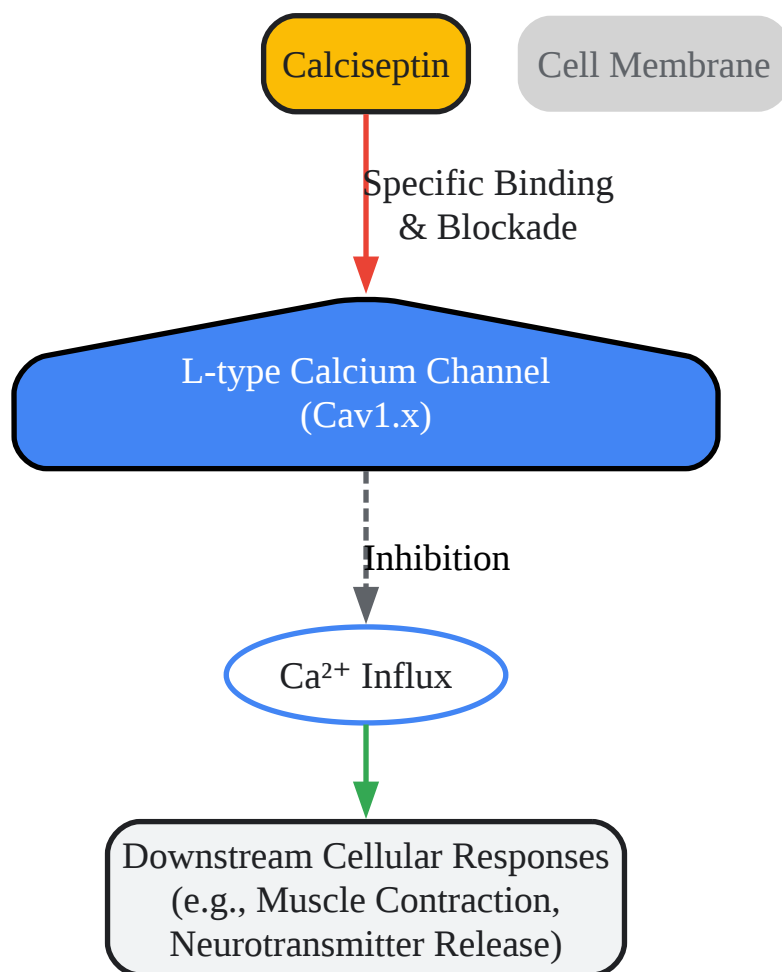 Calciseptin
Cell Membrane
Specific Binding
& Blockade
L-type Calcium Channel
(Cav1.x)
Inhibition
Ca²⁺ Influx
Downstream Cellular Responses
(e.g., Muscle Contraction,
Neurotransmitter Release)